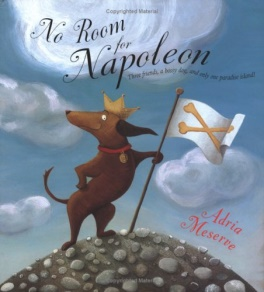 Copyrighted Material
No Room
for
Napoleon
Three friends, a bossy dog, and only one paradise island!
Adria
Meserve
Copyrighted Material